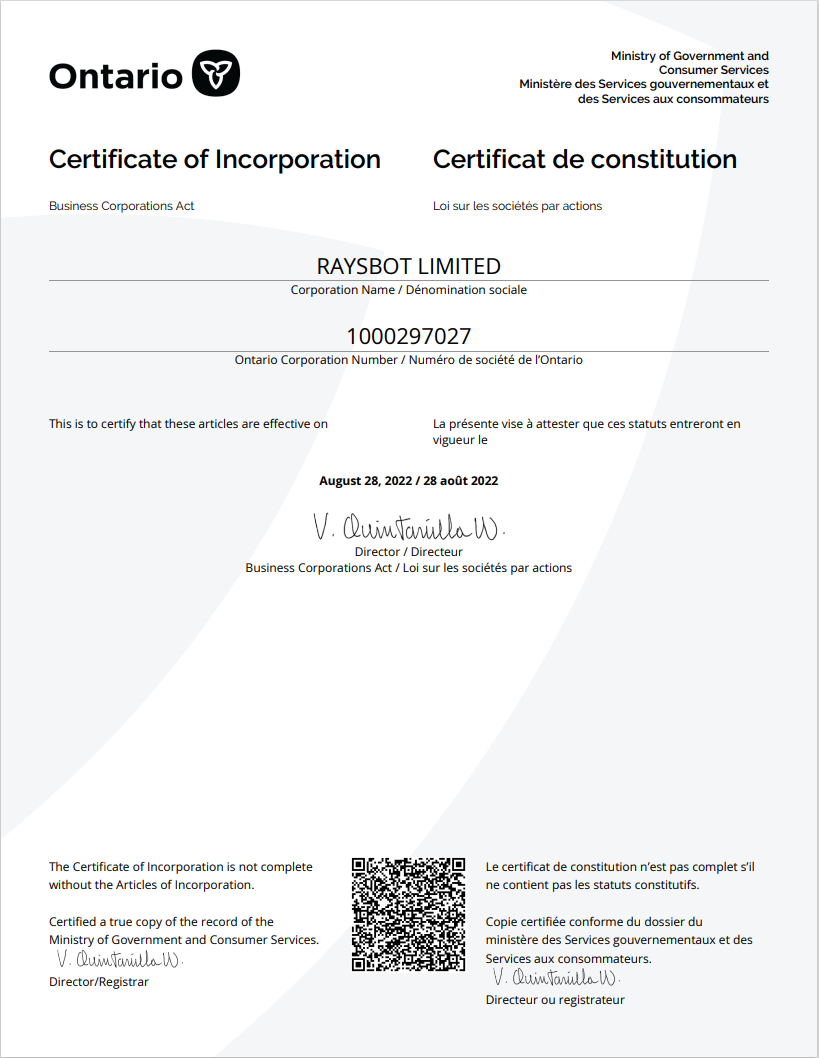 Ontario
Ministry of Government and
Consumer Services
Ministère des Services gouvernementaux et
des Services aux consommateurs
Certificate of Incorporation
Certificat de constitution
Business Corporations Act
Loi sur les sociétés par actions
RAYSBOT LIMITED
Corporation Name / Dénomination sociale
1000297027
Ontario Corporation Number / Numéro de société de l’Ontario
This is to certify that these articles are effective on
La présente vise à attester que ces statuts entreront en
vigueur le
August 28, 2022 / 28 août 2022
V. Quintanilla W.
Director / Directeur
Business Corporations Act / Loi sur les sociétés par actions
The Certificate of Incorporation is not complete
without the Articles of Incorporation.
Certified a true copy of the record of the
Ministry of Government and Consumer Services.
V. Quintanilla W.
Director/Registrar
Le certificat de constitution n’est pas complet s’il
ne contient pas les statuts constitutifs.
Copie certifiée conforme du dossier du
ministère des Services gouvernementaux et des
Services aux consommateurs.
V. Quintanilla W.
Directeur ou registrateur